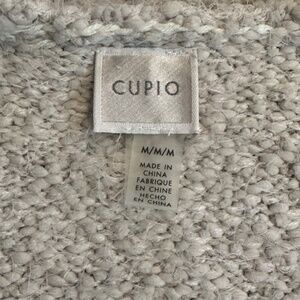 CUPIO
M/M/M
MADE IN
CHINA
FABRIQUE
EN CHINE
HECHO
EN CHINA